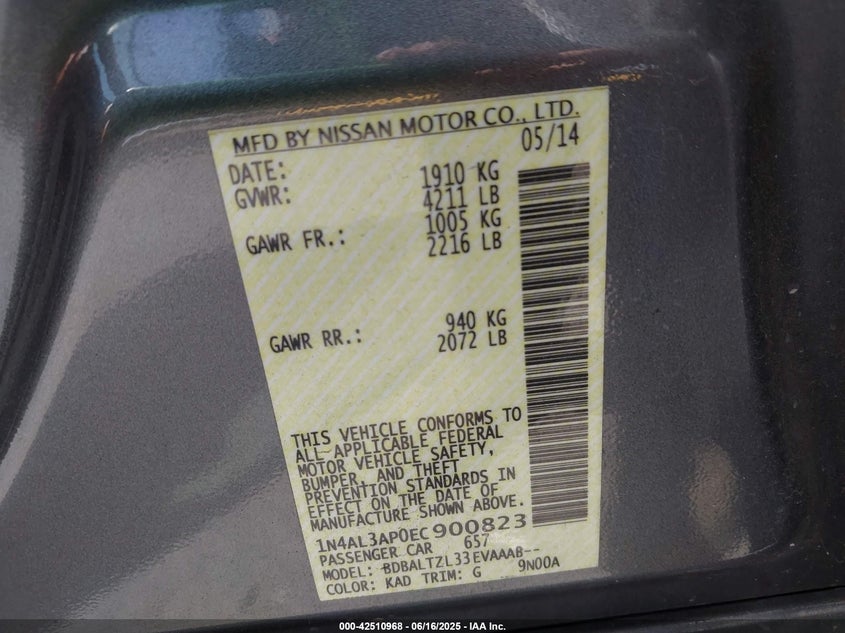 MFD BY NISSAN MOTOR CO., LTD.
DATE: 05/14
GVWR: 1910 KG
4211 LB
GAWR FR.: 1005 KG
2216 LB
GAWR RR.: 940 KG
2072 LB
THIS VEHICLE CONFORMS TO
ALL APPLICABLE FEDERAL
MOTOR VEHICLE SAFETY,
BUMPER, AND THEFT
PREVENTION STANDARDS IN
EFFECT ON THE DATE OF
MANUFACTURE SHOWN ABOVE.
1N4AL3AP0EC900823
PASSENGER CAR 657
MODEL: BDBALTZL33EVAAAB--
COLOR: KAD TRIM: G 9N00A
000-42510968 - 06/16/2025 - IAA Inc.